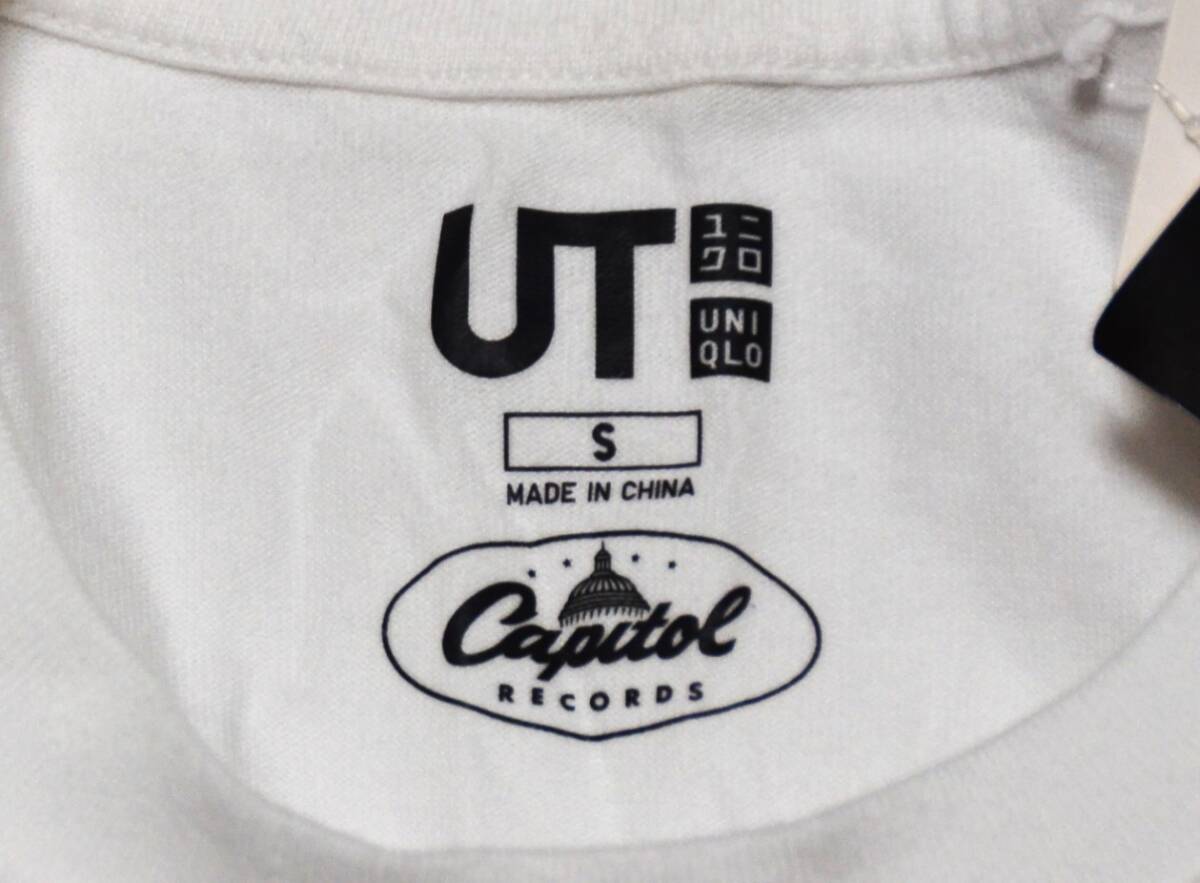 UT
ユニ
クロ
UNI
QLO
S
MADE IN CHINA
Capitol
RECORDS